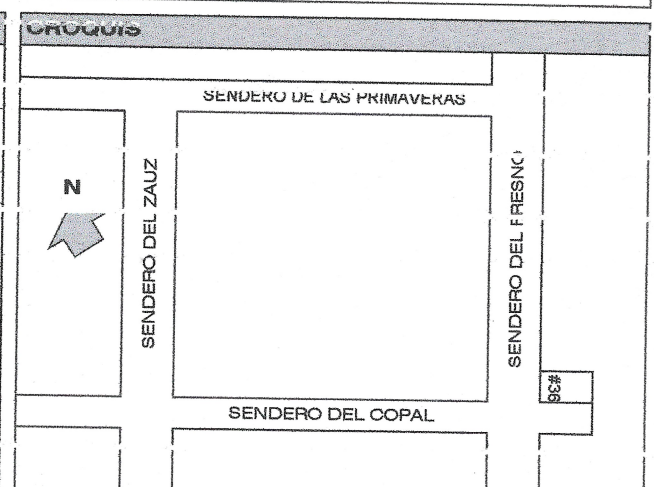 CROQUIS
SENDERO DE LAS PRIMAVERAS
N
SENDERO DEL ZAUZ
SENDERO DEL FRESNO
#36
SENDERO DEL COPAL